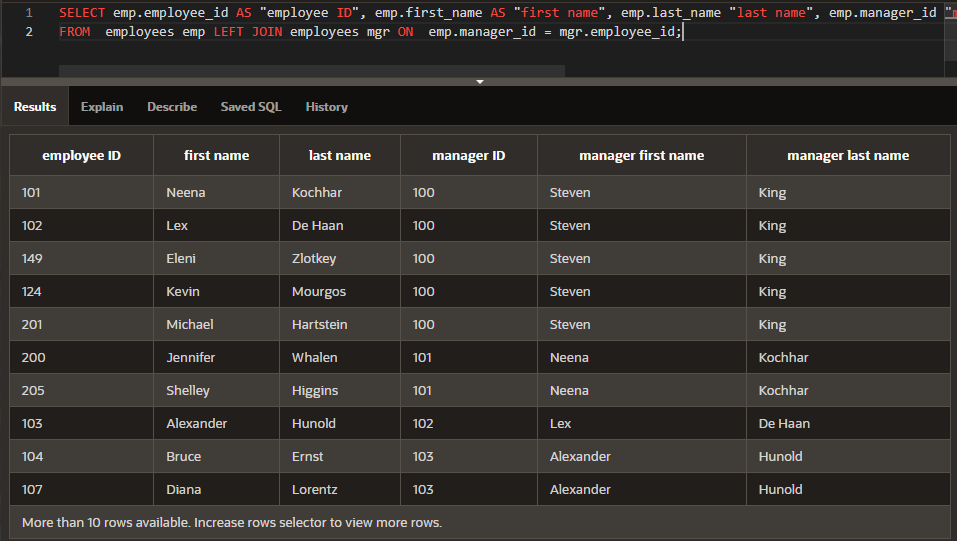 1 SELECT emp.employee_id AS "employee ID", emp.first_name AS "first name", emp.last_name "last name", emp.manager_id
2 FROM employees emp LEFT JOIN employees mgr ON emp.manager_id = mgr.employee_id;
Results Explain Describe Saved SQL History
employee ID first name last name manager ID manager first name manager last name
101 Neena Kochhar 100 Steven King
102 Lex De Haan 100 Steven King
149 Eleni Zlotkey 100 Steven King
124 Kevin Mourgos 100 Steven King
201 Michael Hartstein 100 Steven King
200 Jennifer Whalen 101 Neena Kochhar
205 Shelley Higgins 101 Neena Kochhar
103 Alexander Hunold 102 Lex De Haan
104 Bruce Ernst 103 Alexander Hunold
107 Diana Lorentz 103 Alexander Hunold
More than 10 rows available. Increase rows selector to view more rows.